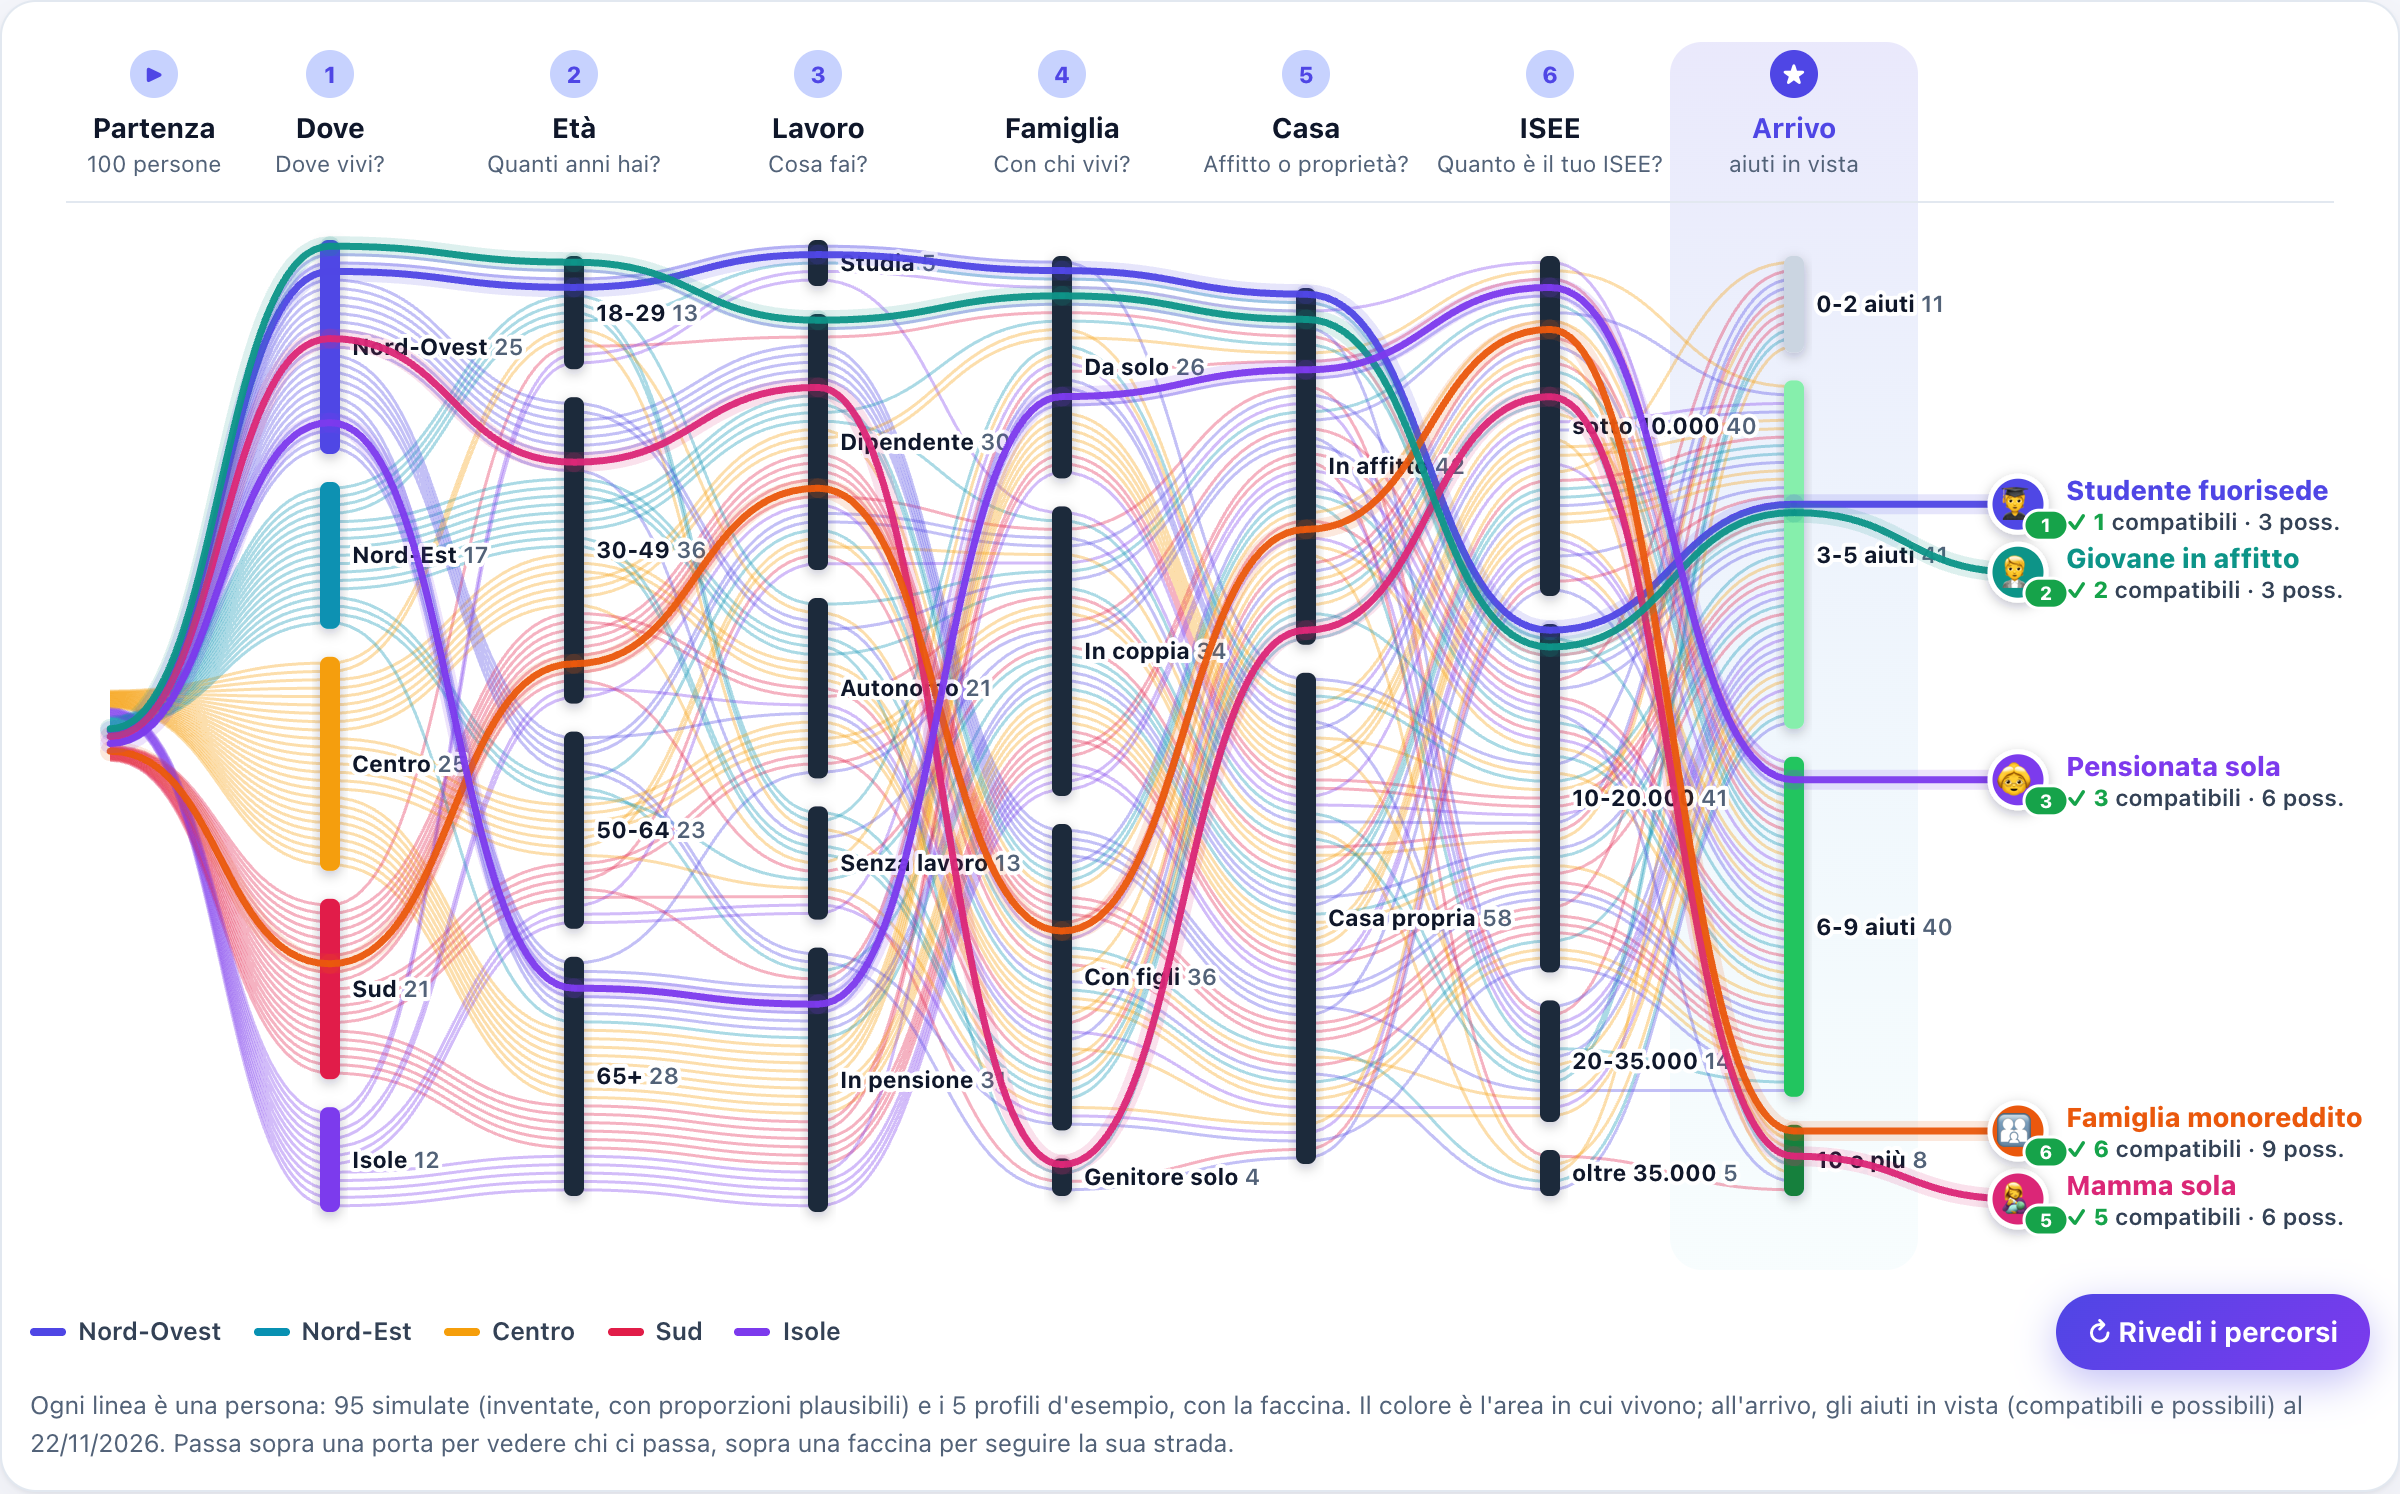 1
2
3
4
5
6
Partenza
Dove
Età
Lavoro
Famiglia
Casa
ISEE
Arrivo
100 persone
Dove vivi?
Quanti anni hai?
Cosa fai?
Con chi vivi?
Affitto o proprietà?
Quanto è il tuo ISEE?
aiuti in vista
Nord-Ovest 25
Nord-Est 17
Centro 25
Sud 21
Isole 12
18-29 13
30-49 36
50-64 23
65+ 28
Studia 5
Dipendente 30
Autonomo 21
Senza lavoro 13
In pensione 31
Da solo 26
In coppia 34
Con figli 36
Genitore solo 4
In affitto 42
Casa propria 58
sotto 10.000 40
10-20.000 41
20-35.000 14
oltre 35.000 5
0-2 aiuti 11
3-5 aiuti 41
6-9 aiuti 40
10 e più 8
Studente fuorisede
1 ✓ 1 compatibili · 3 poss.
Giovane in affitto
2 ✓ 2 compatibili · 3 poss.
Pensionata sola
3 ✓ 3 compatibili · 6 poss.
Famiglia monoreddito
6 ✓ 6 compatibili · 9 poss.
Mamma sola
5 ✓ 5 compatibili · 6 poss.
Nord-Ovest Nord-Est Centro Sud Isole
↻ Rivedi i percorsi
Ogni linea è una persona: 95 simulate (inventate, con proporzioni plausibili) e i 5 profili d'esempio, con la faccina. Il colore è l'area in cui vivono; all'arrivo, gli aiuti in vista (compatibili e possibili) al
22/11/2026. Passa sopra una porta per vedere chi ci passa, sopra una faccina per seguire la sua strada.